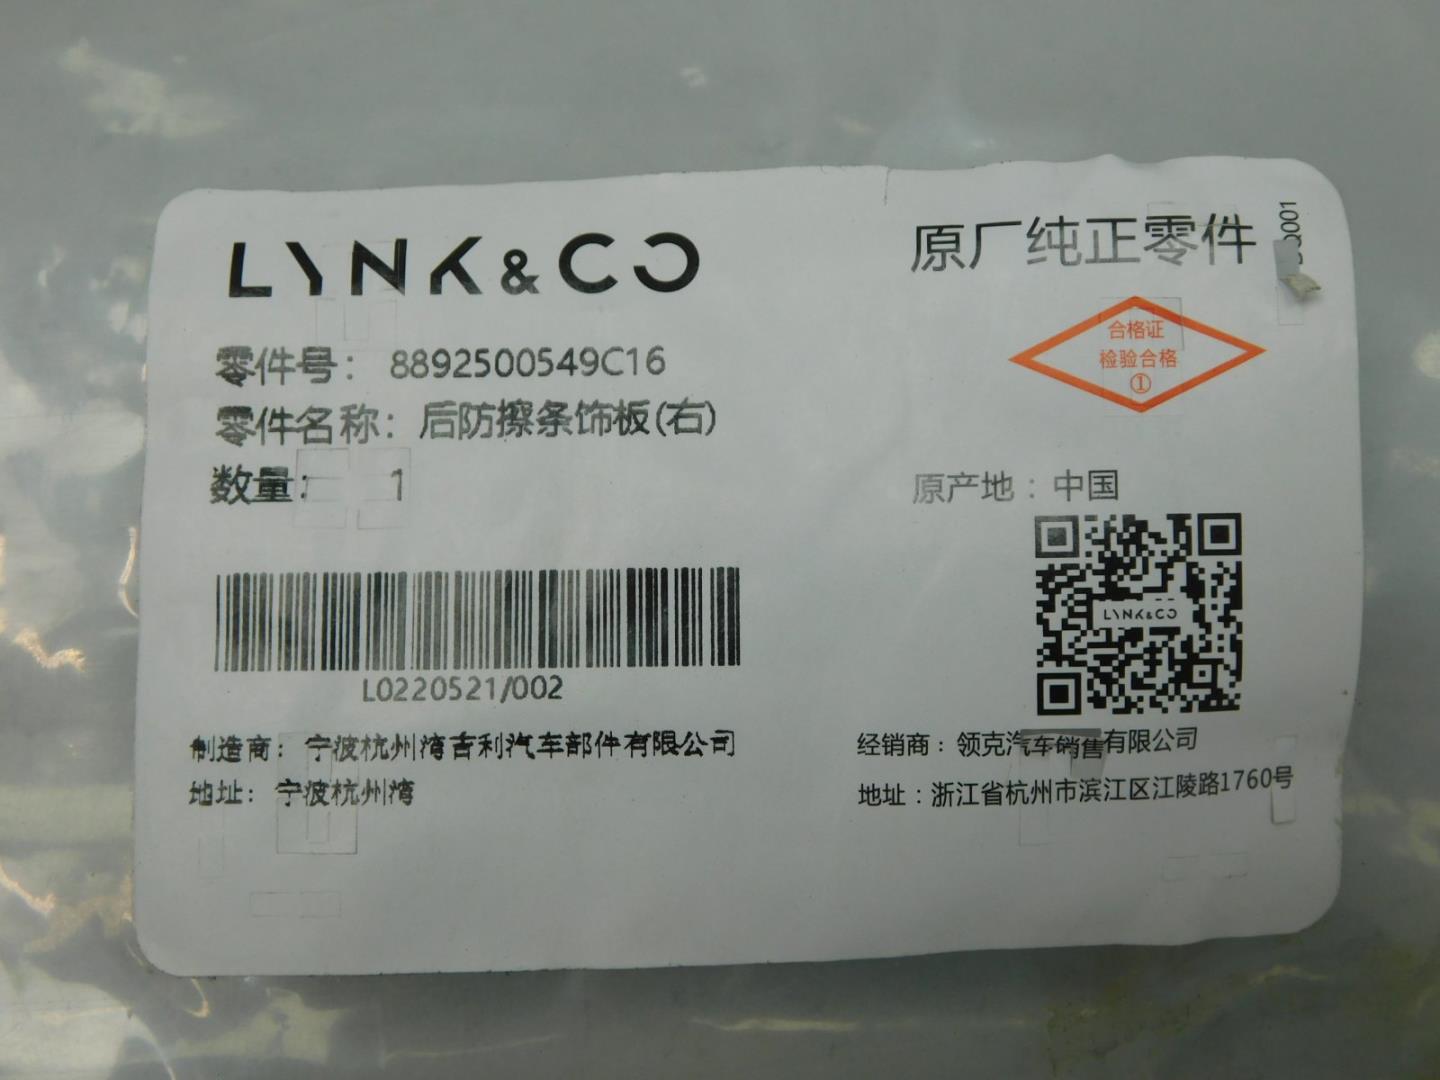 LYNK&CO
原厂纯正零件
合格证
检验合格
①
零件号： 8892500549C16
零件名称：后防擦条饰板(右)
数量： 1
原产地：中国
LYNK&CO
L0220521/002
制造商：宁波杭州湾吉利汽车部件有限公司
地址：宁波杭州湾
经销商：领克汽车销售有限公司
地址：浙江省杭州市滨江区江陵路1760号